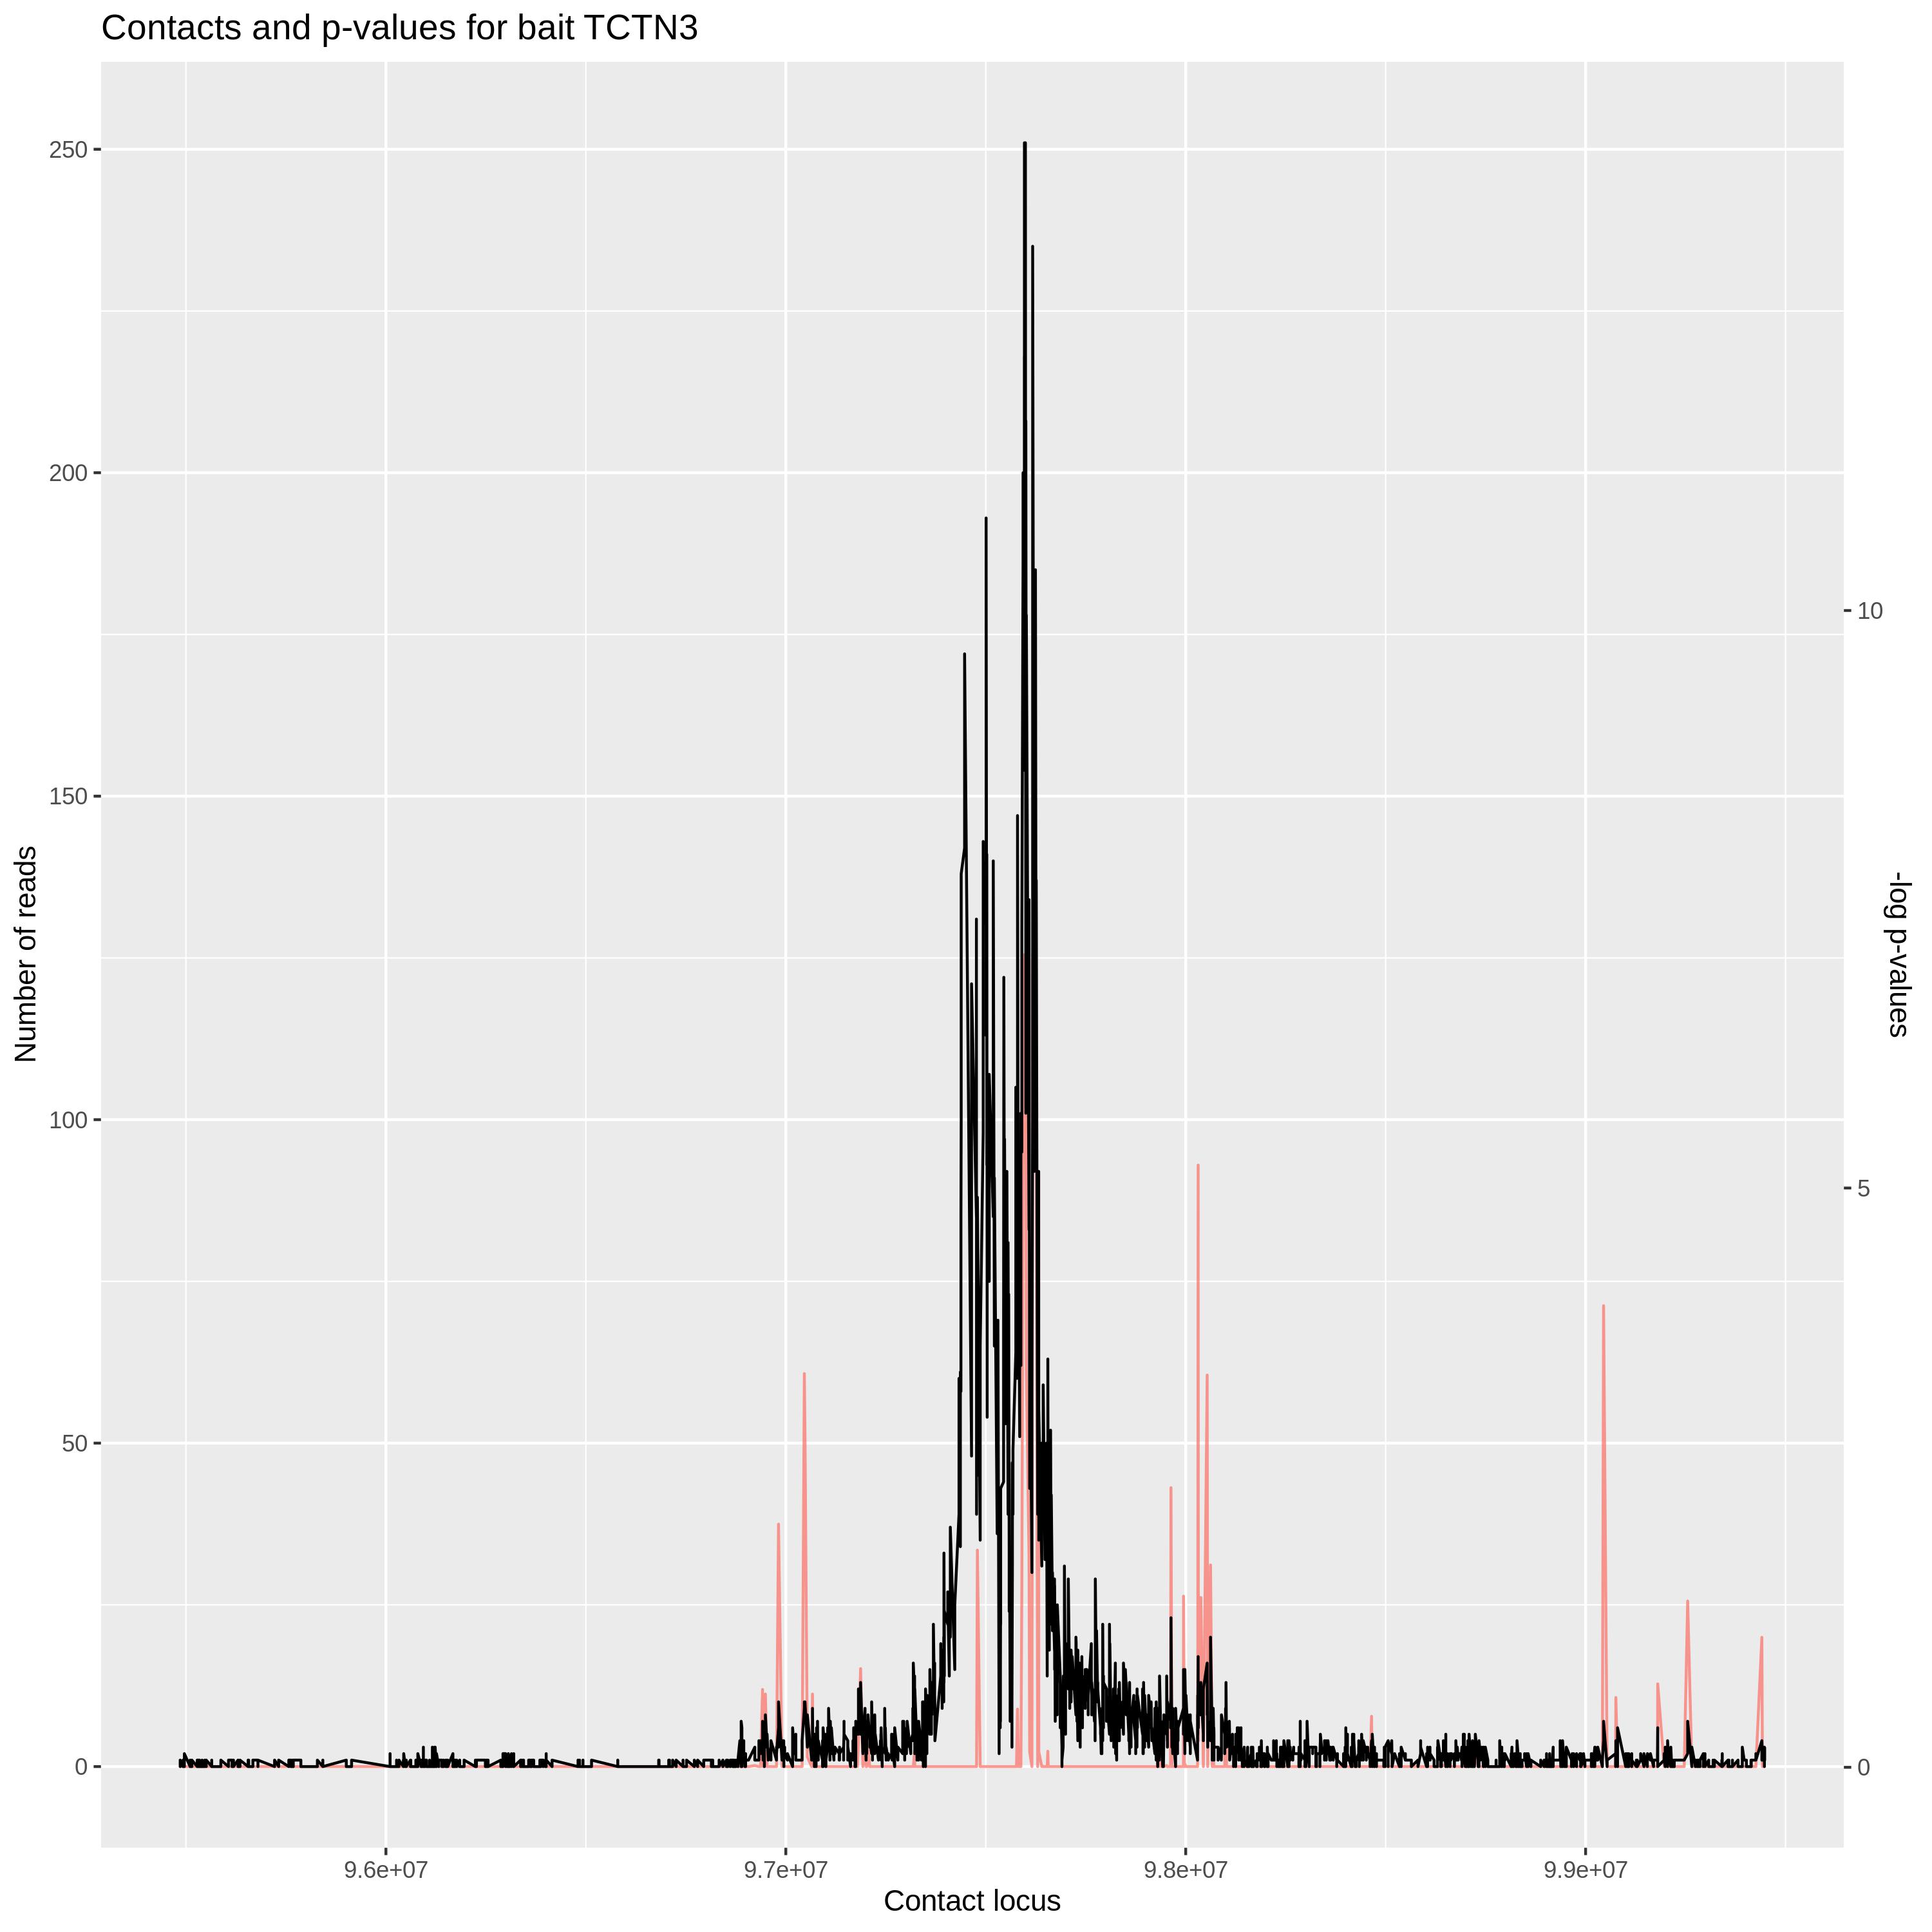 Contacts and p-values for bait TCTN3
250
200
150
100
50
0
Number of reads
10
5
0
-log p-values
9.6e+07
9.7e+07
9.8e+07
9.9e+07
Contact locus